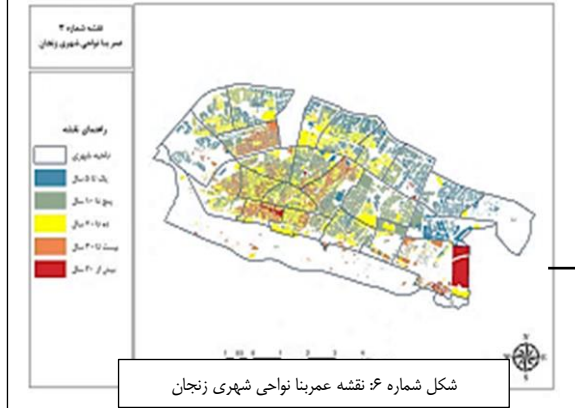 نقشه شماره ۳
عمر بنا نواحی شهری زنجان
راهنمای نقشه
ناحیه شهری
یک تا ۵ سال
پنج تا ۱۰ سال
ده تا ۲۰ سال
بیست تا ۳۰ سال
بیش از ۳۰ سال
N
E
S
شکل شماره ۶: نقشه عمربنا نواحی شهری زنجان